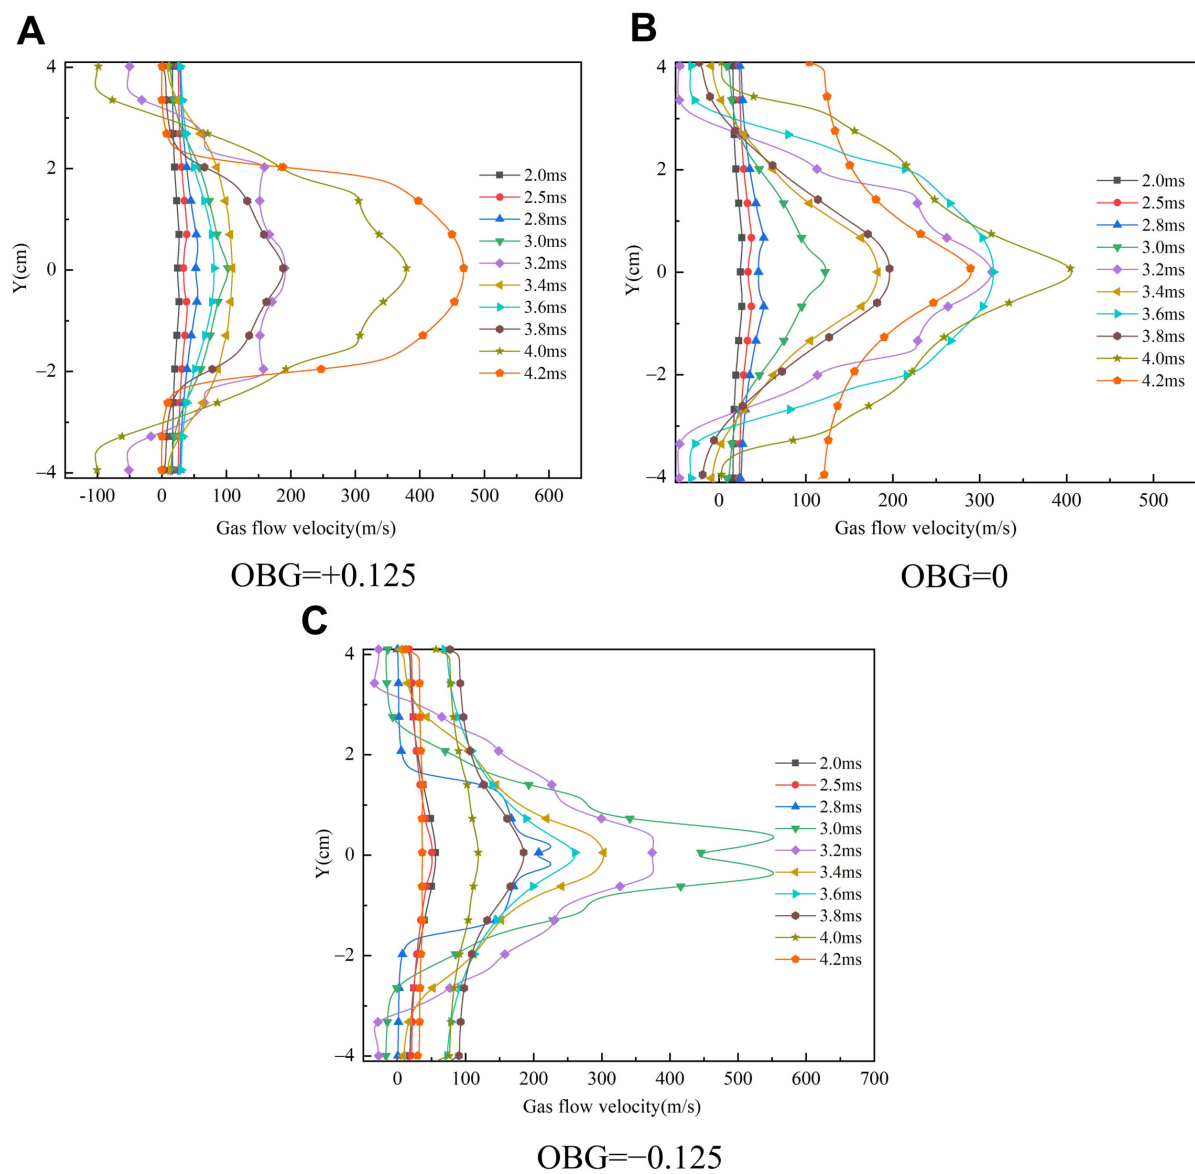 A
4
2
0
−2
−4
Y(cm)
2.0ms
2.5ms
2.8ms
3.0ms
3.2ms
3.4ms
3.6ms
3.8ms
4.0ms
4.2ms
-100 0 100 200 300 400 500 600
Gas flow velocity(m/s)
OBG=+0.125
B
4
2
0
−2
−4
Y(cm)
2.0ms
2.5ms
2.8ms
3.0ms
3.2ms
3.4ms
3.6ms
3.8ms
4.0ms
4.2ms
0 100 200 300 400 500
Gas flow velocity(m/s)
OBG=0
C
4
2
0
−2
−4
Y(cm)
2.0ms
2.5ms
2.8ms
3.0ms
3.2ms
3.4ms
3.6ms
3.8ms
4.0ms
4.2ms
0 100 200 300 400 500 600 700
Gas flow velocity(m/s)
OBG=−0.125